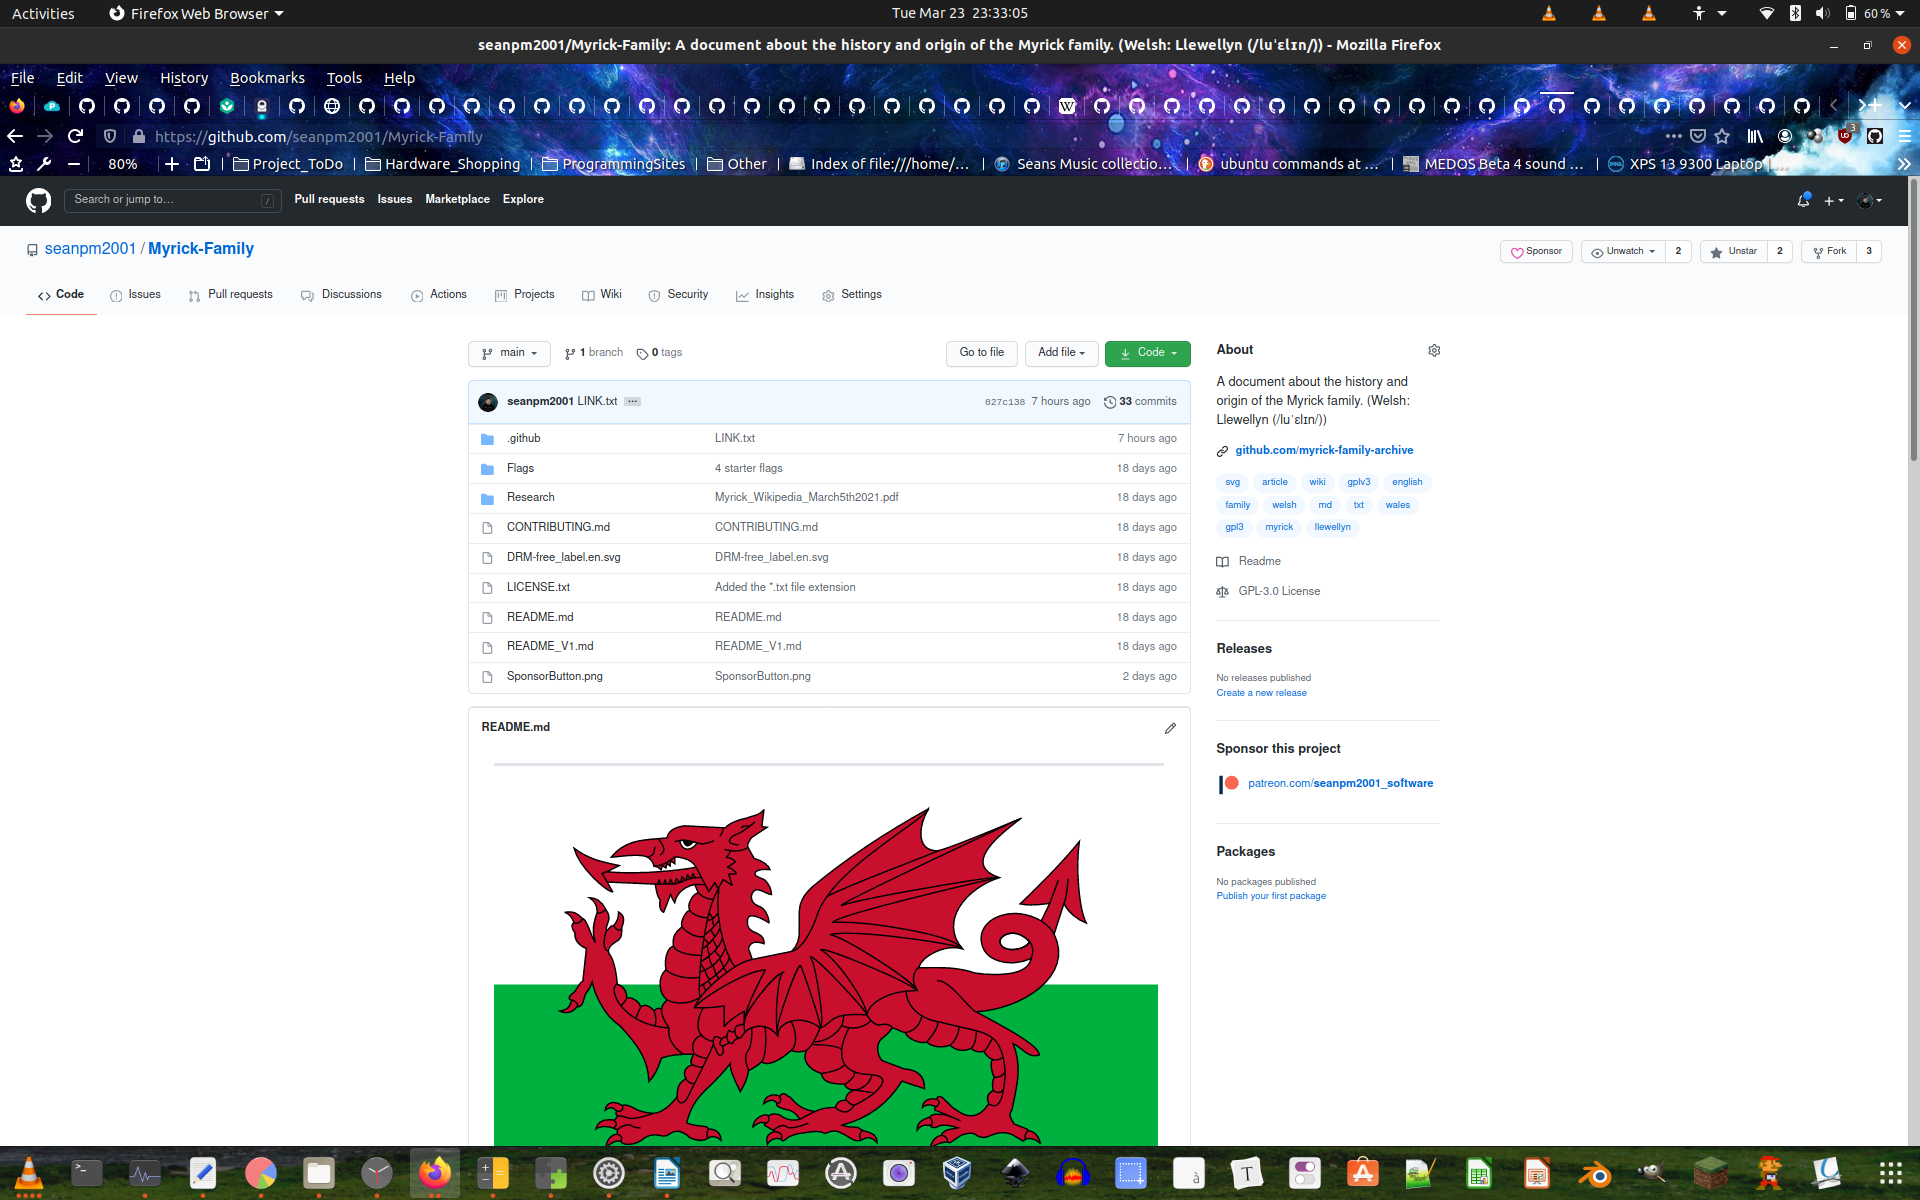 Activities Firefox Web Browser Tue Mar 23 23:33:05 60 %
seanpm2001/Myrick-Family: A document about the history and origin of the Myrick family. (Welsh: Llewellyn (/luˈɛlɪn/)) - Mozilla Firefox
File Edit View History Bookmarks Tools Help
https://github.com/seanpm2001/Myrick-Family 3
80% Project_ToDo Hardware_Shopping ProgrammingSites Other Index of file:///home/... Seans Music collectio... ubuntu commands at ... MEDOS Beta 4 sound ... XPS 13 9300 Laptop |...
Search or jump to... / Pull requests Issues Marketplace Explore
seanpm2001 / Myrick-Family Sponsor Unwatch 2 Unstar 2 Fork 3
Code Issues Pull requests Discussions Actions Projects Wiki Security Insights Settings
main 1 branch 0 tags Go to file Add file Code
seanpm2001 LINK.txt ... 027c138 7 hours ago 33 commits
.github LINK.txt 7 hours ago
Flags 4 starter flags 18 days ago
Research Myrick_Wikipedia_March5th2021.pdf 18 days ago
CONTRIBUTING.md CONTRIBUTING.md 18 days ago
DRM-free_label.en.svg DRM-free_label.en.svg 18 days ago
LICENSE.txt Added the *.txt file extension 18 days ago
README.md README.md 18 days ago
README_V1.md README_V1.md 18 days ago
SponsorButton.png SponsorButton.png 2 days ago
README.md
About
A document about the history and
origin of the Myrick family. (Welsh:
Llewellyn (/luˈɛlɪn/))
github.com/myrick-family-archive
svg article wiki gplv3 english
family welsh md txt wales
gpl3 myrick llewellyn
Readme
GPL-3.0 License
Releases
No releases published
Create a new release
Sponsor this project
patreon.com/seanpm2001_software
Packages
No packages published
Publish your first package